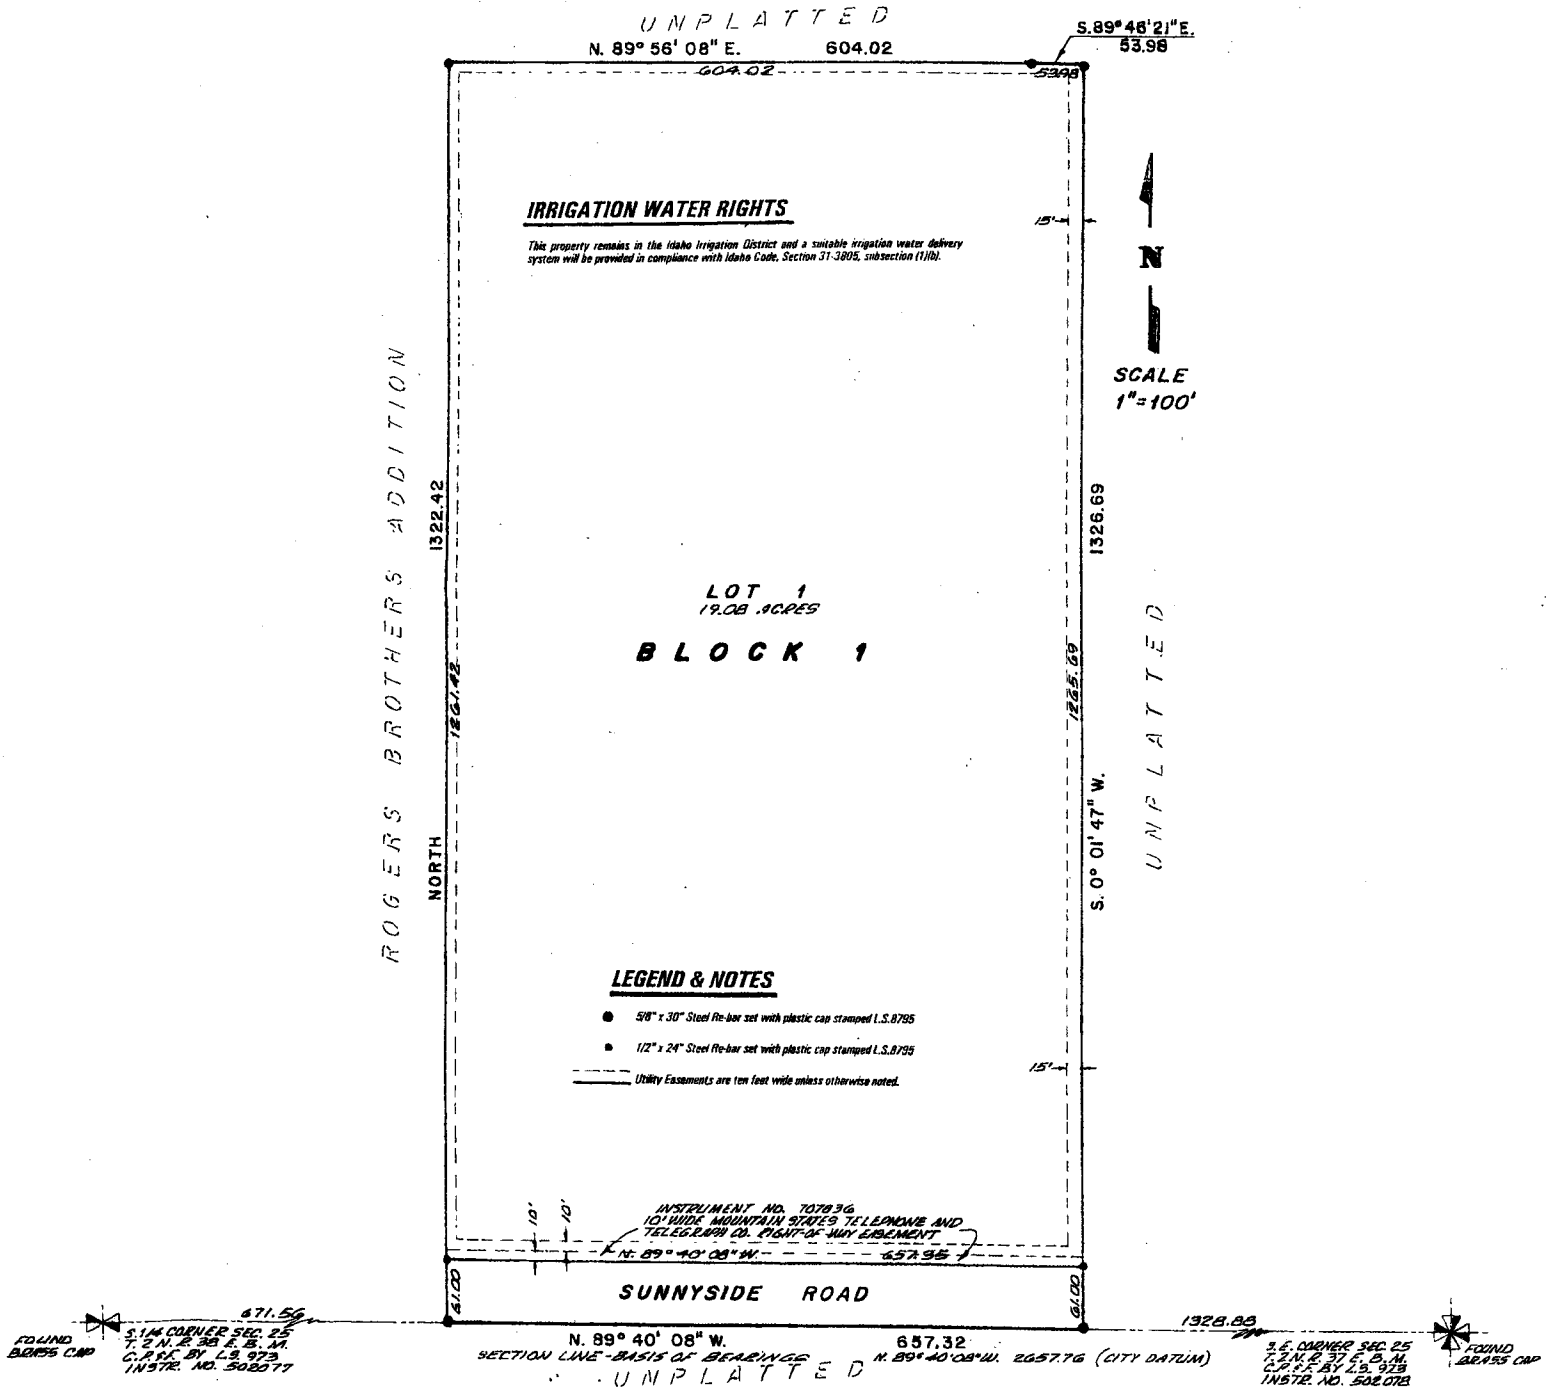 UNPLATTED
N. 89° 56' 08" E. 604.02
S.89° 46' 21" E.
53.98
604.02
53.98
IRRIGATION WATER RIGHTS
This property remains in the Idaho Irrigation District and a suitable irrigation water delivery
system will be provided in compliance with Idaho Code, Section 31-3805, subsection (1)(b).
15'
N
SCALE
1"=100'
ROGERS BROTHERS ADDITION
1322.42
NORTH
1261.42
LOT 1
19.08 ACRES
BLOCK 1
1326.69
S. 0° 01' 47" W.
1265.69
UNPLATTED
LEGEND & NOTES
5/8" x 30" Steel Re-bar set with plastic cap stamped L.S.8795
1/2" x 24" Steel Re-bar set with plastic cap stamped L.S.8795
Utility Easements are ten feet wide unless otherwise noted.
15'
10' 10'
INSTRUMENT NO. 707836
10' WIDE MOUNTAIN STATES TELEPHONE AND
TELEGRAPH CO. RIGHT-OF-WAY EASEMENT
N. 89° 40' 08" W. 657.35
61.00
SUNNYSIDE ROAD
61.00
671.56
FOUND
BRASS CAP
S.1/4 CORNER SEC. 25
T. 2 N. R. 38 E. B. M.
C.P.&F. BY L.S. 973
INSTR. NO.
N. 89° 40' 08" W. 657.32
SECTION LINE-BASIS OF BEARINGS N. 89° 40' 08" W. 2657.76 (CITY DATUM)
UNPLATTED
1328.88
S.E. CORNER SEC. 25
T. 2 N. R. 37 E. B. M.
C.P.&F. BY L.S. 973
INSTR. NO. 502078
FOUND
BRASS CAP